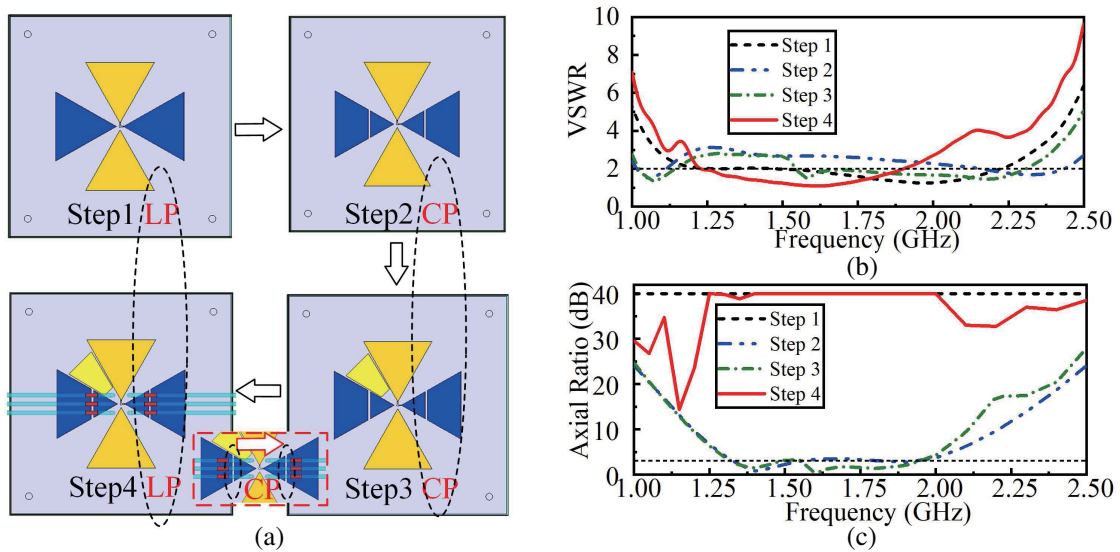 Step1 LP
Step2 CP
Step4 LP
CP
Step3 CP
(a)
10
8
6
4
2
0
VSWR
Step 1
Step 2
Step 3
Step 4
1.00 1.25 1.50 1.75 2.00 2.25 2.50
Frequency (GHz)
(b)
40
30
20
10
0
Axial Ratio (dB)
Step 1
Step 2
Step 3
Step 4
1.00 1.25 1.50 1.75 2.00 2.25 2.50
Frequency (GHz)
(c)